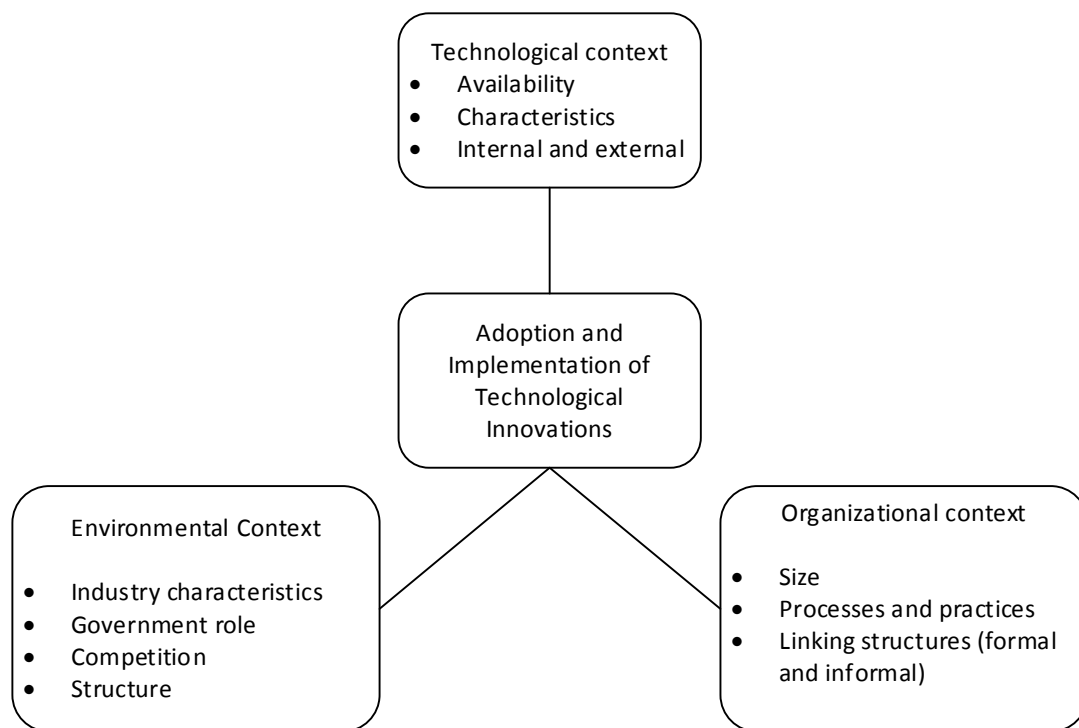 Technological context
• Availability
• Characteristics
• Internal and external
Adoption and
Implementation of
Technological
Innovations
Environmental Context
• Industry characteristics
• Government role
• Competition
• Structure
Organizational context
• Size
• Processes and practices
• Linking structures (formal
and informal)